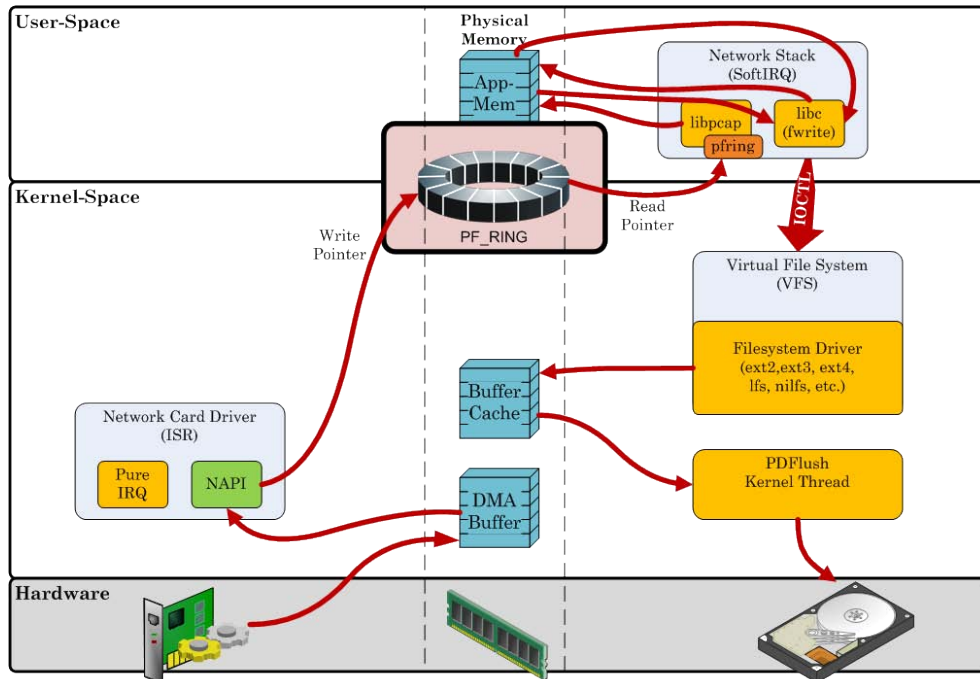 User-Space
Physical
Memory
App-
Mem
Network Stack
(SoftIRQ)
libpcap
pfring
libc
(fwrite)
Kernel-Space
PF_RING
Write
Pointer
Read
Pointer
IOCTL
Virtual File System
(VFS)
Filesystem Driver
(ext2,ext3, ext4,
lfs, nilfs, etc.)
Buffer
Cache
Network Card Driver
(ISR)
Pure
IRQ
NAPI
DMA
Buffer
PDFlush
Kernel Thread
Hardware